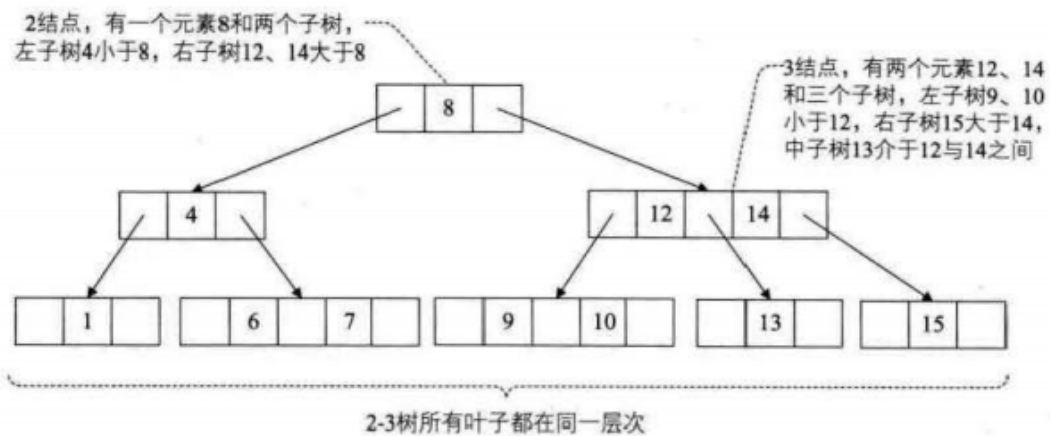 2结点，有一个元素8和两个子树，
左子树4小于8，右子树12、14大于8
3结点，有两个元素12、14
和三个子树，左子树9、10
小于12，右子树15大于14，
中子树13介于12与14之间
8
4
12 14
1
6 7
9 10
13
15
2-3树所有叶子都在同一层次